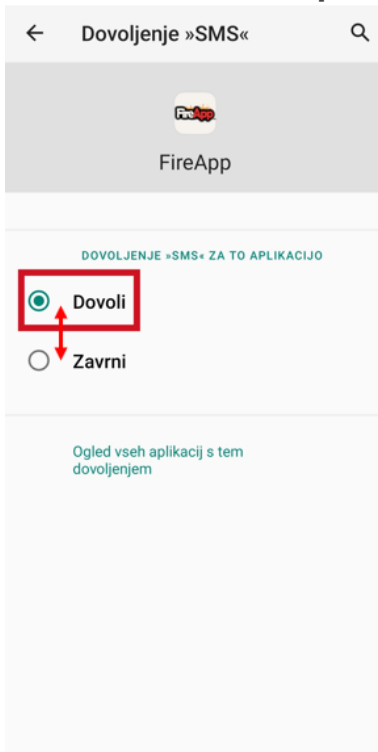 Dovoljenje »SMS«
FireApp
FireApp
DOVOLJENJE »SMS« ZA TO APLIKACIJO
Dovoli
Zavrni
Ogled vseh aplikacij s tem
dovoljenjem